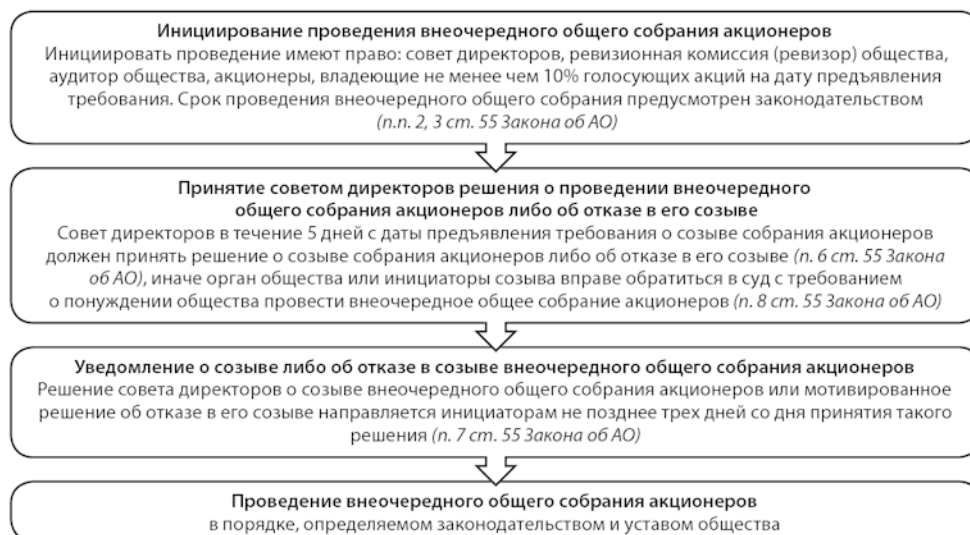 Инициирование проведения внеочередного общего собрания акционеров
Инициировать проведение имеют право: совет директоров, ревизионная комиссия (ревизор) общества,
аудитор общества, акционеры, владеющие не менее чем 10% голосующих акций на дату предъявления
требования. Срок проведения внеочередного общего собрания предусмотрен законодательством
(п.п. 2, 3 ст. 55 Закона об АО)
Принятие советом директоров решения о проведении внеочередного
общего собрания акционеров либо об отказе в его созыве
Совет директоров в течение 5 дней с даты предъявления требования о созыве собрания акционеров
должен принять решение о созыве собрания акционеров либо об отказе в его созыве (п. 6 ст. 55 Закона
об АО), иначе орган общества или инициаторы созыва вправе обратиться в суд с требованием
о понуждении общества провести внеочередное общее собрание акционеров (п. 8 ст. 55 Закона об АО)
Уведомление о созыве либо об отказе в созыве внеочередного общего собрания акционеров
Решение совета директоров о созыве внеочередного общего собрания акционеров или мотивированное
решение об отказе в его созыве направляется инициаторам не позднее трех дней со дня принятия такого
решения (п. 7 ст. 55 Закона об АО)
Проведение внеочередного общего собрания акционеров
в порядке, определяемом законодательством и уставом общества